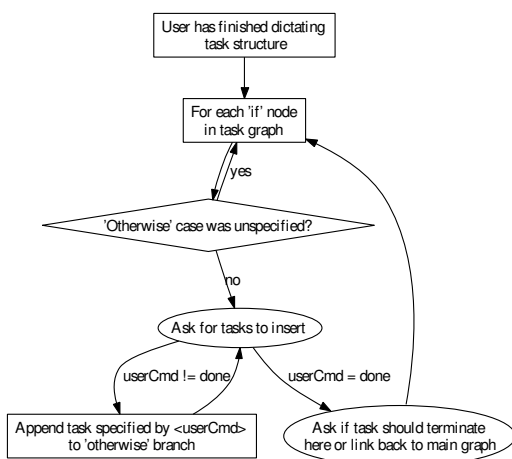 User has finished dictating
task structure
For each 'if' node
in task graph
yes
'Otherwise' case was unspecified?
no
Ask for tasks to insert
userCmd != done
userCmd = done
Append task specified by <userCmd>
to 'otherwise' branch
Ask if task should terminate
here or link back to main graph